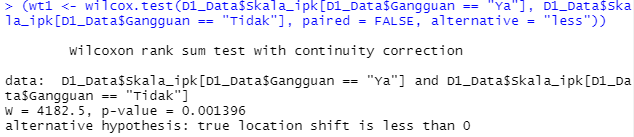 > (wt1 <- wilcox.test(D1_Data$Skala_ipk[D1_Data$Gangguan == "Ya"], D1_Data$Ska
la_ipk[D1_Data$Gangguan == "Tidak"], paired = FALSE, alternative = "less"))
Wilcoxon rank sum test with continuity correction
data:  D1_Data$Skala_ipk[D1_Data$Gangguan == "Ya"] and D1_Data$Skala_ipk[D1_Da
ta$Gangguan == "Tidak"]
W = 4182.5, p-value = 0.001396
alternative hypothesis: true location shift is less than 0